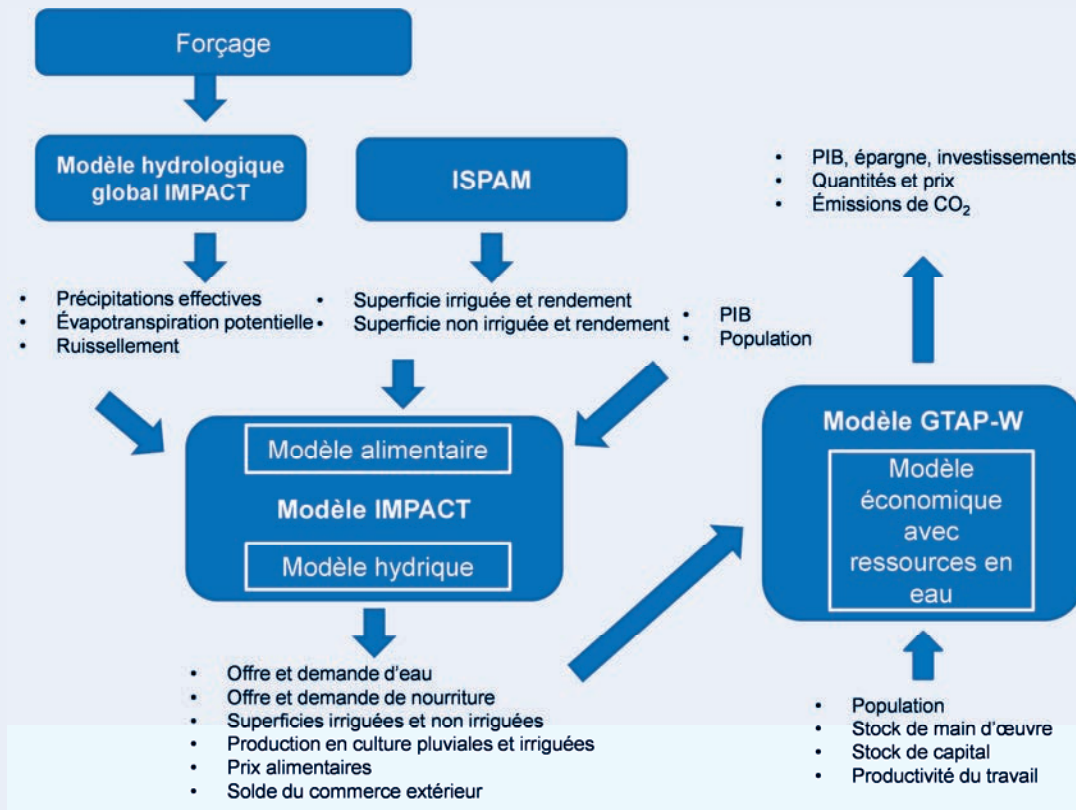 Forçage
Modèle hydrologique
global IMPACT
ISPAM
• PIB, épargne, investissements
• Quantités et prix
• Émissions de CO₂
• Précipitations effectives
• Évapotranspiration potentielle
• Ruissellement
• Superficie irriguée et rendement
• Superficie non irriguée et rendement
• PIB
• Population
Modèle alimentaire
Modèle IMPACT
Modèle hydrique
Modèle GTAP-W
Modèle
économique
avec
ressources en
eau
• Offre et demande d'eau
• Offre et demande de nourriture
• Superficies irriguées et non irriguées
• Production en culture pluviales et irriguées
• Prix alimentaires
• Solde du commerce extérieur
• Population
• Stock de main d'œuvre
• Stock de capital
• Productivité du travail